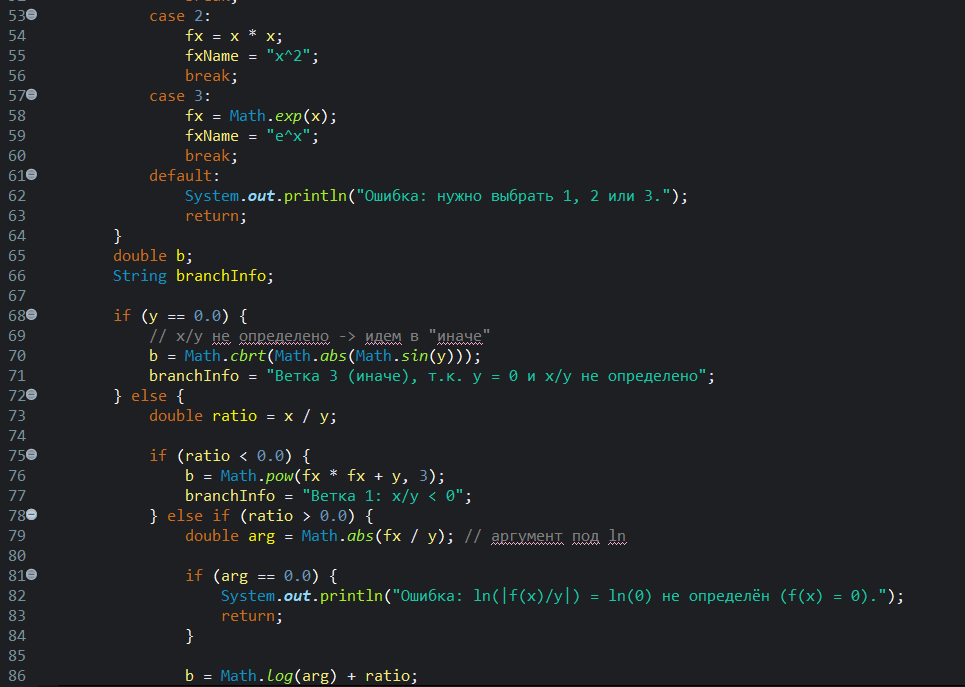 53 case 2:
54 fx = x * x;
55 fxName = "x^2";
56 break;
57 case 3:
58 fx = Math.exp(x);
59 fxName = "e^x";
60 break;
61 default:
62 System.out.println("Ошибка: нужно выбрать 1, 2 или 3.");
63 return;
64 }
65 double b;
66 String branchInfo;
67
68 if (y == 0.0) {
69 // x/y не определено -> идем в "иначе"
70 b = Math.cbrt(Math.abs(Math.sin(y)));
71 branchInfo = "Ветка 3 (иначе), т.к. y = 0 и x/y не определено";
72 } else {
73 double ratio = x / y;
74
75 if (ratio < 0.0) {
76 b = Math.pow(fx * fx + y, 3);
77 branchInfo = "Ветка 1: x/y < 0";
78 } else if (ratio > 0.0) {
79 double arg = Math.abs(fx / y); // аргумент под ln
80
81 if (arg == 0.0) {
82 System.out.println("Ошибка: ln(|f(x)/y|) = ln(0) не определён (f(x) = 0).");
83 return;
84 }
85
86 b = Math.log(arg) + ratio;